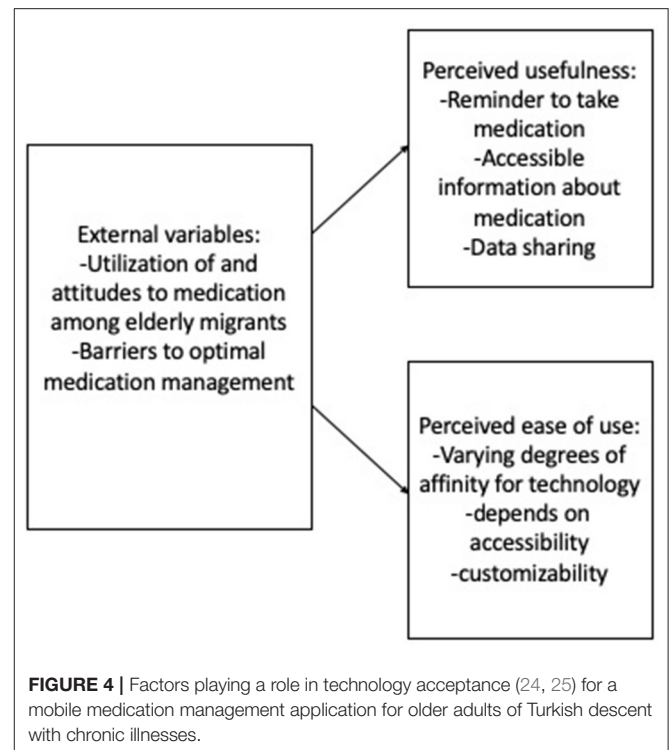 External variables:
-Utilization of and
attitudes to medication
among elderly migrants
-Barriers to optimal
medication management
Perceived usefulness:
-Reminder to take
medication
-Accessible
information about
medication
-Data sharing
Perceived ease of use:
-Varying degrees of
affinity for technology
-depends on
accessibility
-customizability
FIGURE 4 | Factors playing a role in technology acceptance (24, 25) for a
mobile medication management application for older adults of Turkish descent
with chronic illnesses.